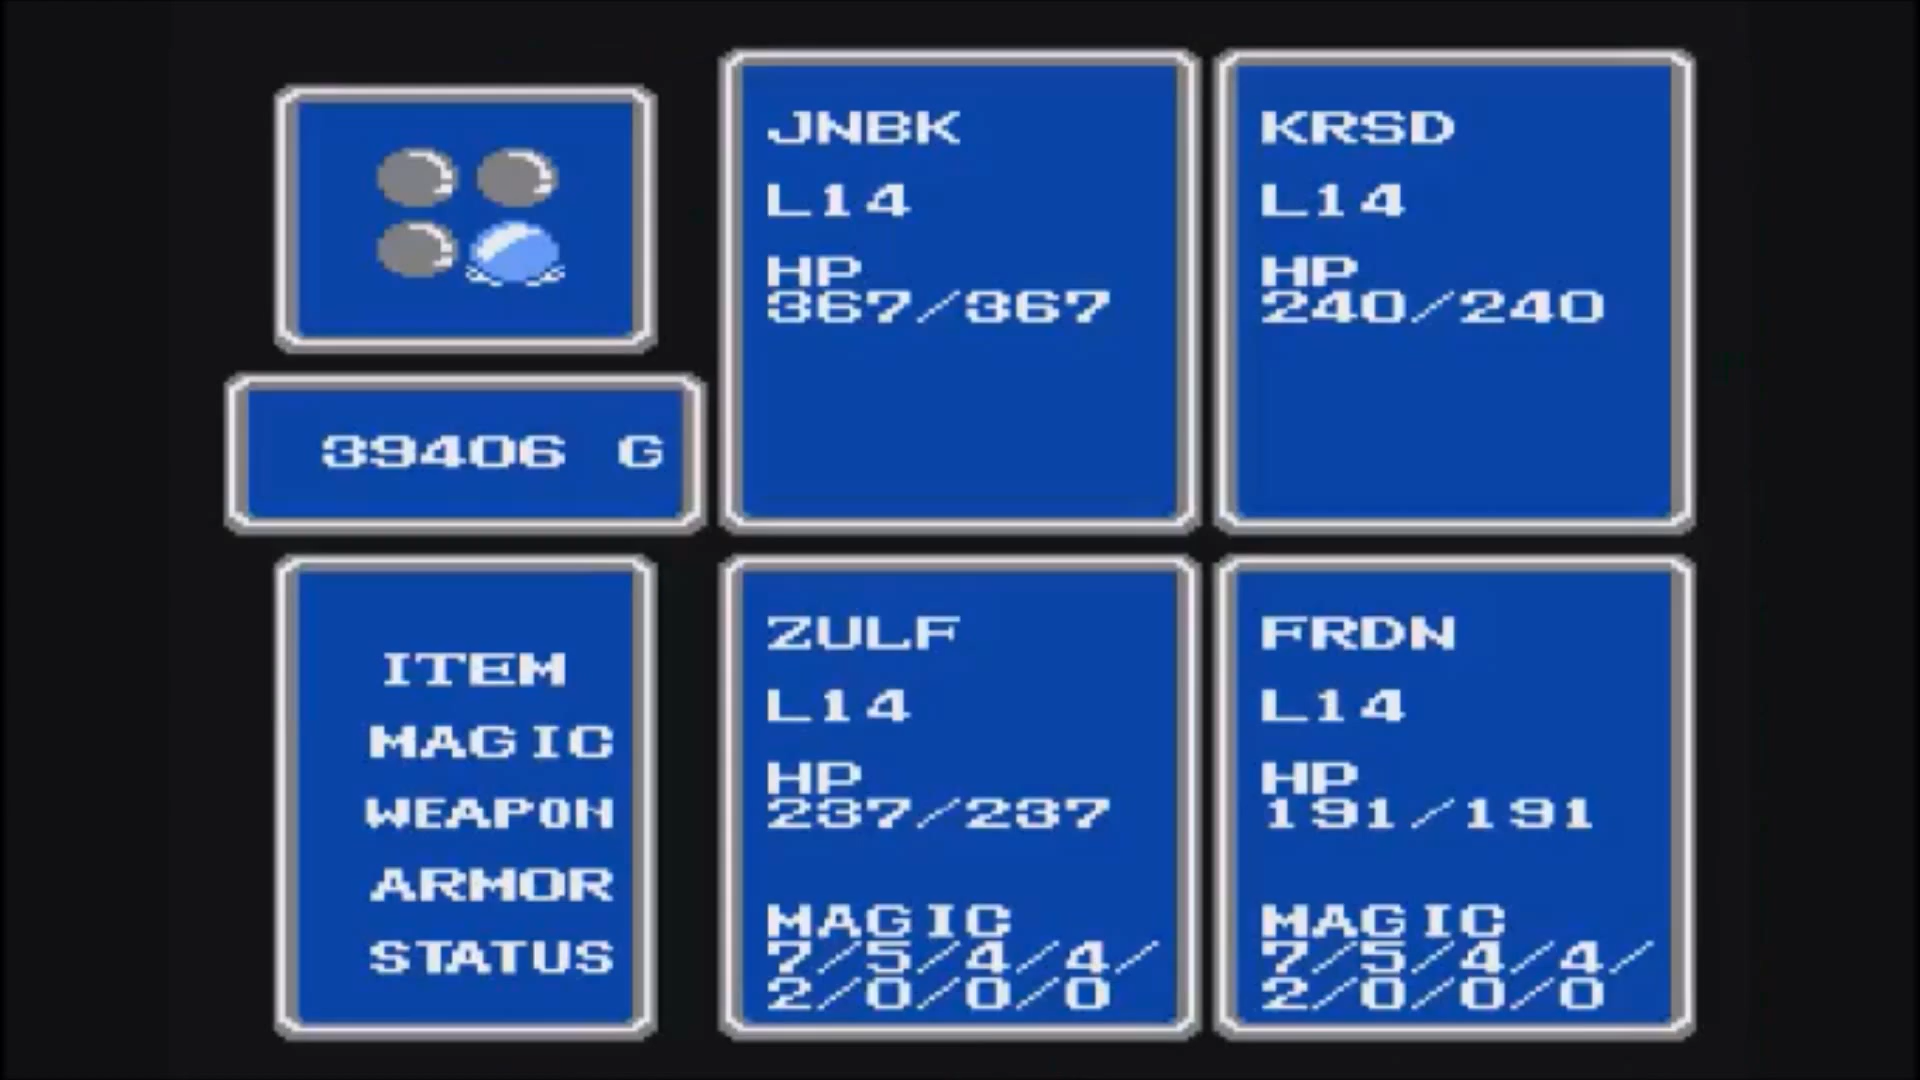 39406 G
ITEM
MAGIC
WEAPON
ARMOR
STATUS
JNBK
L14
HP
367/367
KRSD
L14
HP
240/240
ZULF
L14
HP
237/237
MAGIC
7/5/4/4/
2/0/0/0
FRDN
L14
HP
191/191
MAGIC
7/5/4/4/
2/0/0/0